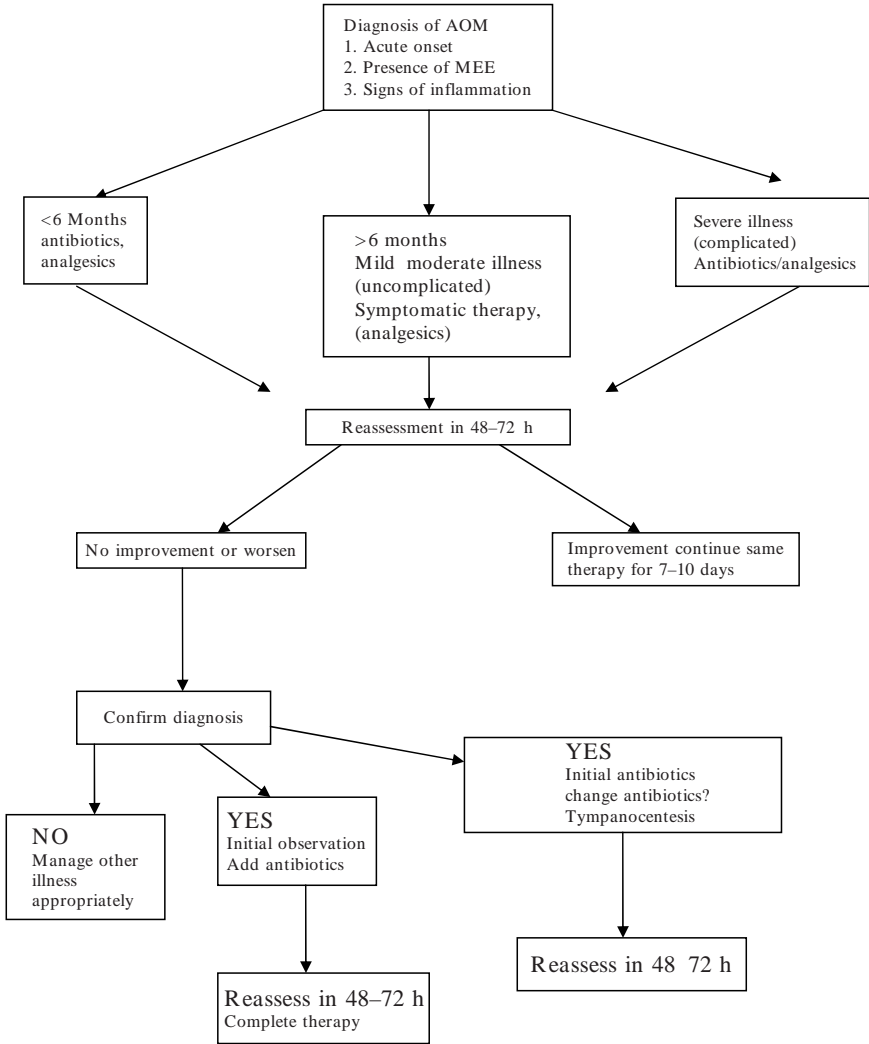 Diagnosis of AOM
1. Acute onset
2. Presence of MEE
3. Signs of inflammation
<6 Months
antibiotics,
analgesics
>6 months
Mild moderate illness
(uncomplicated)
Symptomatic therapy,
(analgesics)
Severe illness
(complicated)
Antibiotics/analgesics
Reassessment in 48–72 h
No improvement or worsen
Improvement continue same
therapy for 7–10 days
Confirm diagnosis
NO
Manage other
illness
appropriately
YES
Initial observation
Add antibiotics
YES
Initial antibiotics
change antibiotics?
Tympanocentesis
Reassess in 48–72 h
Complete therapy
Reassess in 48 72 h